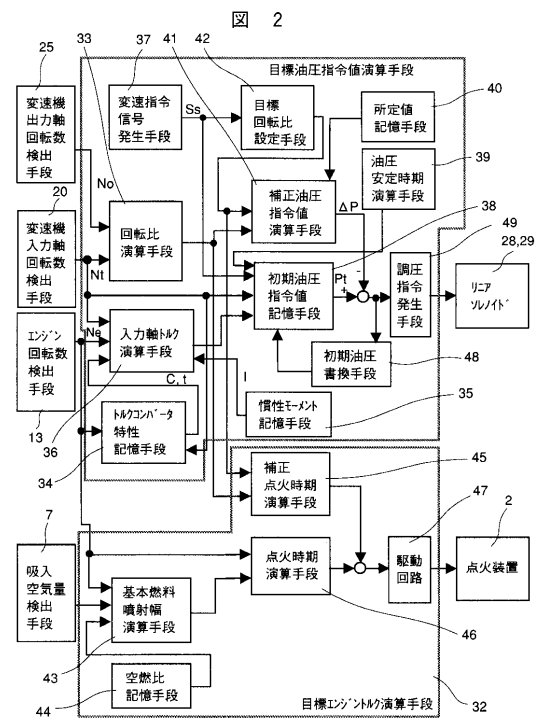 図 2
25
33
37
41
42
目標油圧指令値演算手段
変速機
出力軸
回転数
検出
手段
変速指令
信号
発生手段
Ss
目標
回転比
設定手段
所定値
記憶手段
40
油圧
安定時期
演算手段
39
No
20
変速機
入力軸
回転数
検出
手段
Nt
回転比
演算手段
補正油圧
指令値
演算手段
ΔP
38
49
28,29
初期油圧
指令値
記憶手段
Pt
+
-
調圧
指令
発生
手段
リニア
ソレノイド
エンジン
回転数
検出
手段
13
Ne
入力軸トルク
演算手段
36
C, t
I
初期油圧
書換手段
48
慣性モーメント
記憶手段
35
トルクコンバータ
特性
記憶手段
34
補正
点火時期
演算手段
45
47
2
7
吸入
空気量
検出
手段
点火時期
演算手段
46
駆動
回路
点火装置
基本燃料
噴射幅
演算手段
43
空燃比
記憶手段
44
目標エンジントルク演算手段
32